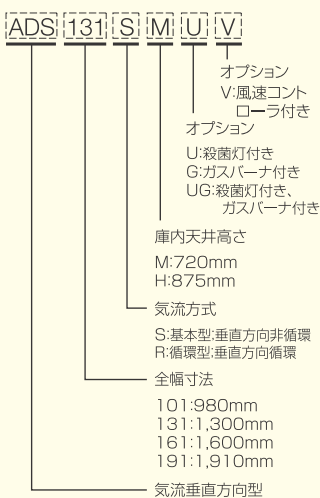 ADS 131 S M U V
オプション
V:風速コント
ローラ付き
オプション
U:殺菌灯付き
G:ガスバーナ付き
UG:殺菌灯付き、
ガスバーナ付き
庫内天井高さ
M:720mm
H:875mm
気流方式
S:基本型;垂直方向非循環
R:循環型;垂直方向循環
全幅寸法
101:980mm
131:1,300mm
161:1,600mm
191:1,910mm
気流垂直方向型